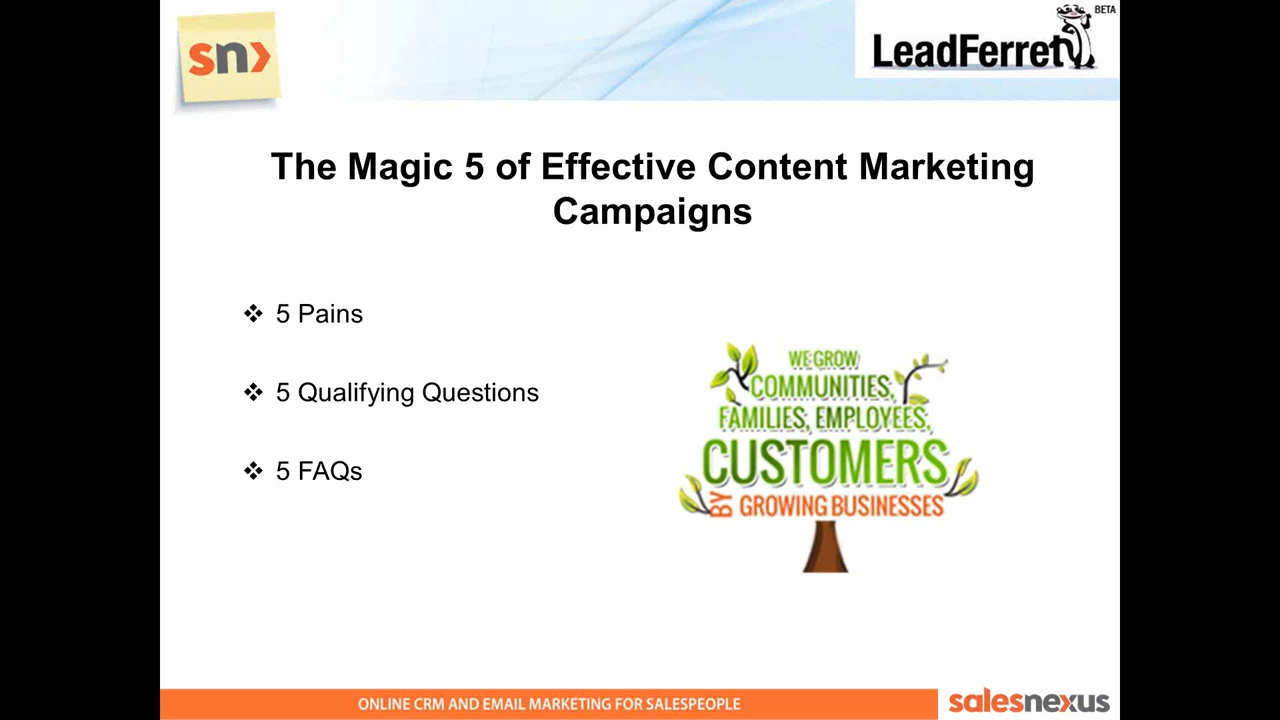 sn>
LeadFerret
BETA
The Magic 5 of Effective Content Marketing
Campaigns
❖ 5 Pains
❖ 5 Qualifying Questions
❖ 5 FAQs
WE GROW
COMMUNITIES,
FAMILIES, EMPLOYEES,
CUSTOMERS
BY GROWING BUSINESSES
ONLINE CRM AND EMAIL MARKETING FOR SALESPEOPLE
salesnexus